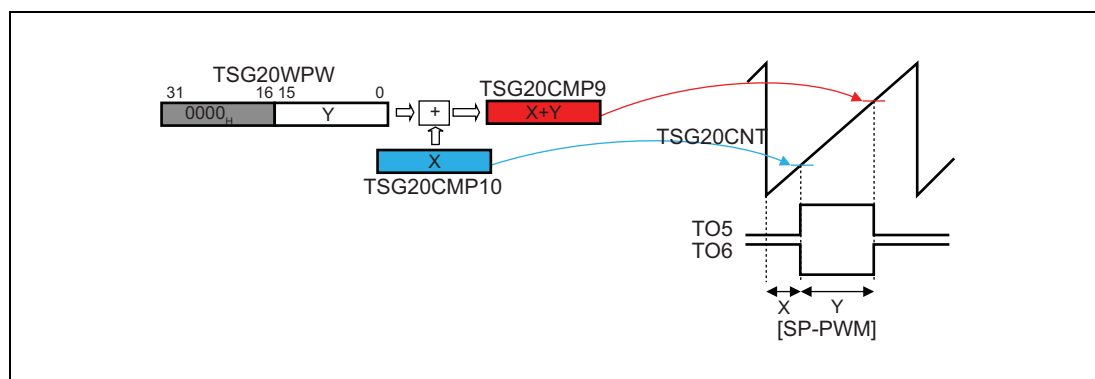 TSG20WPW
31 16 15 0
0000H Y
+
TSG20CMP9
X+Y
X
TSG20CMP10
TSG20CNT
TO5
TO6
X Y
[SP-PWM]